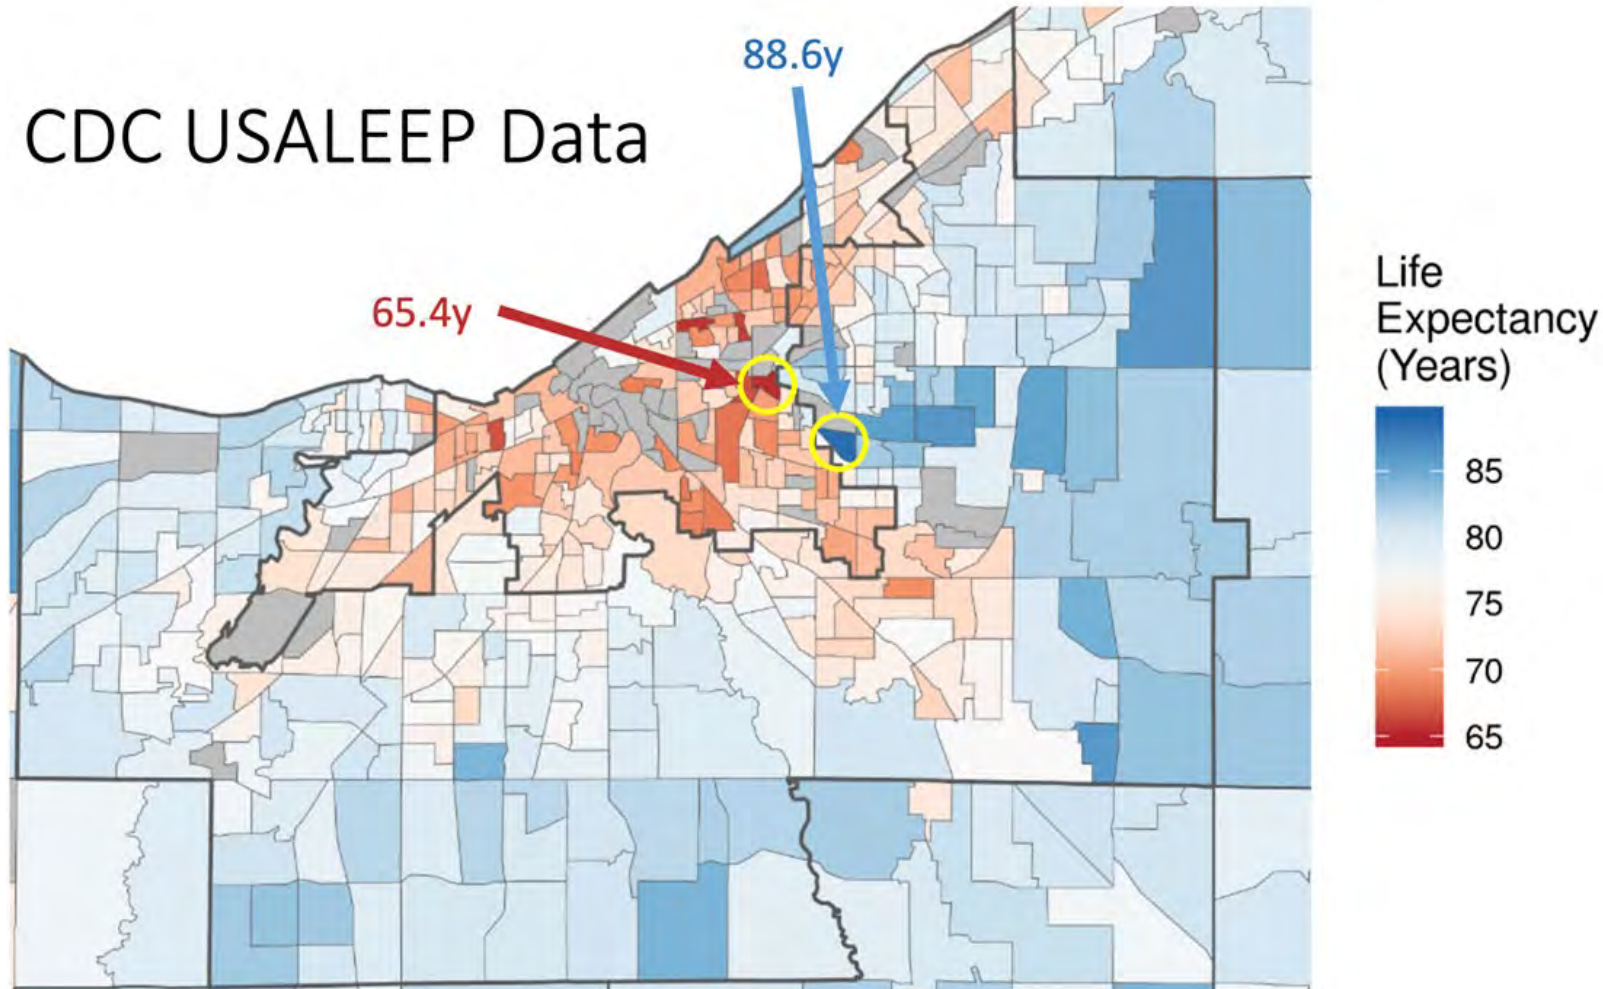 88.6y
CDC USALEEP Data
65.4y
Life
Expectancy
(Years)
85
80
75
70
65